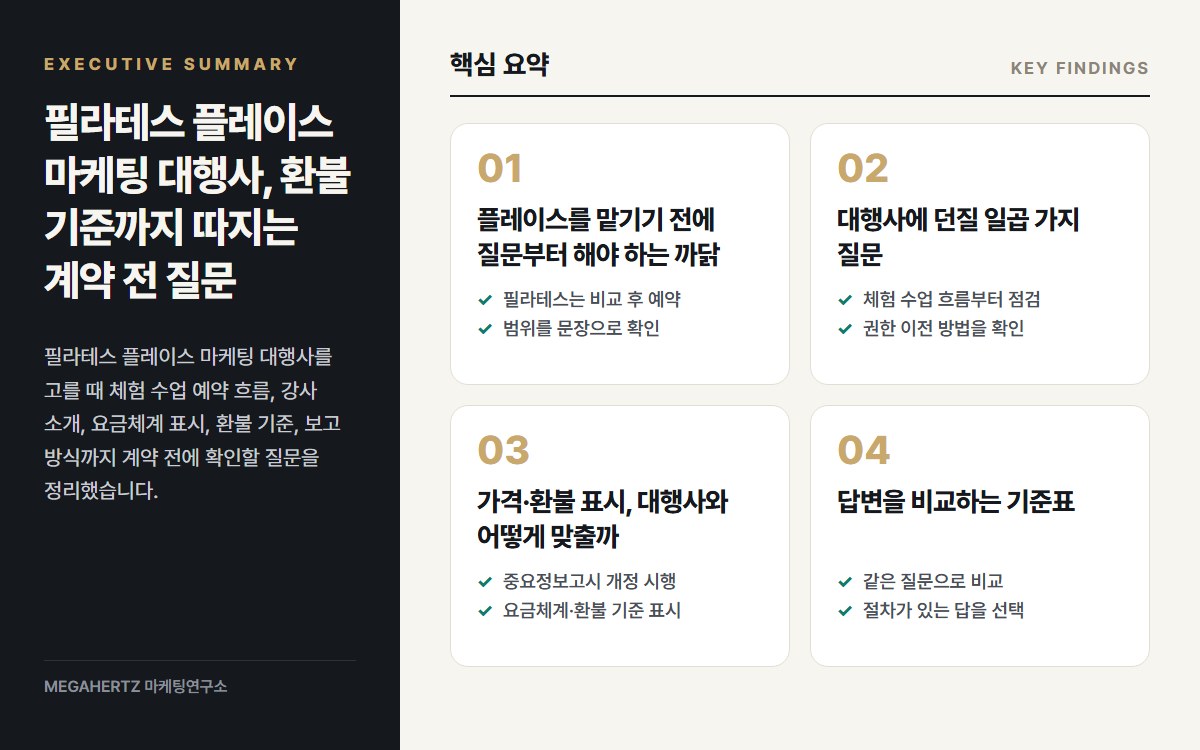 EXECUTIVE SUMMARY
필라테스 플레이스
마케팅 대행사, 환불
기준까지 따지는
계약 전 질문
필라테스 플레이스 마케팅 대행사를
고를 때 체험 수업 예약 흐름, 강사
소개, 요금체계 표시, 환불 기준, 보고
방식까지 계약 전에 확인할 질문을
정리했습니다.
MEGAHERTZ 마케팅연구소
핵심 요약
KEY FINDINGS
01
플레이스를 맡기기 전에
질문부터 해야 하는 까닭
✓ 필라테스는 비교 후 예약
✓ 범위를 문장으로 확인
02
대행사에 던질 일곱 가지
질문
✓ 체험 수업 흐름부터 점검
✓ 권한 이전 방법을 확인
03
가격·환불 표시, 대행사와
어떻게 맞출까
✓ 중요정보고시 개정 시행
✓ 요금체계·환불 기준 표시
04
답변을 비교하는 기준표
✓ 같은 질문으로 비교
✓ 절차가 있는 답을 선택